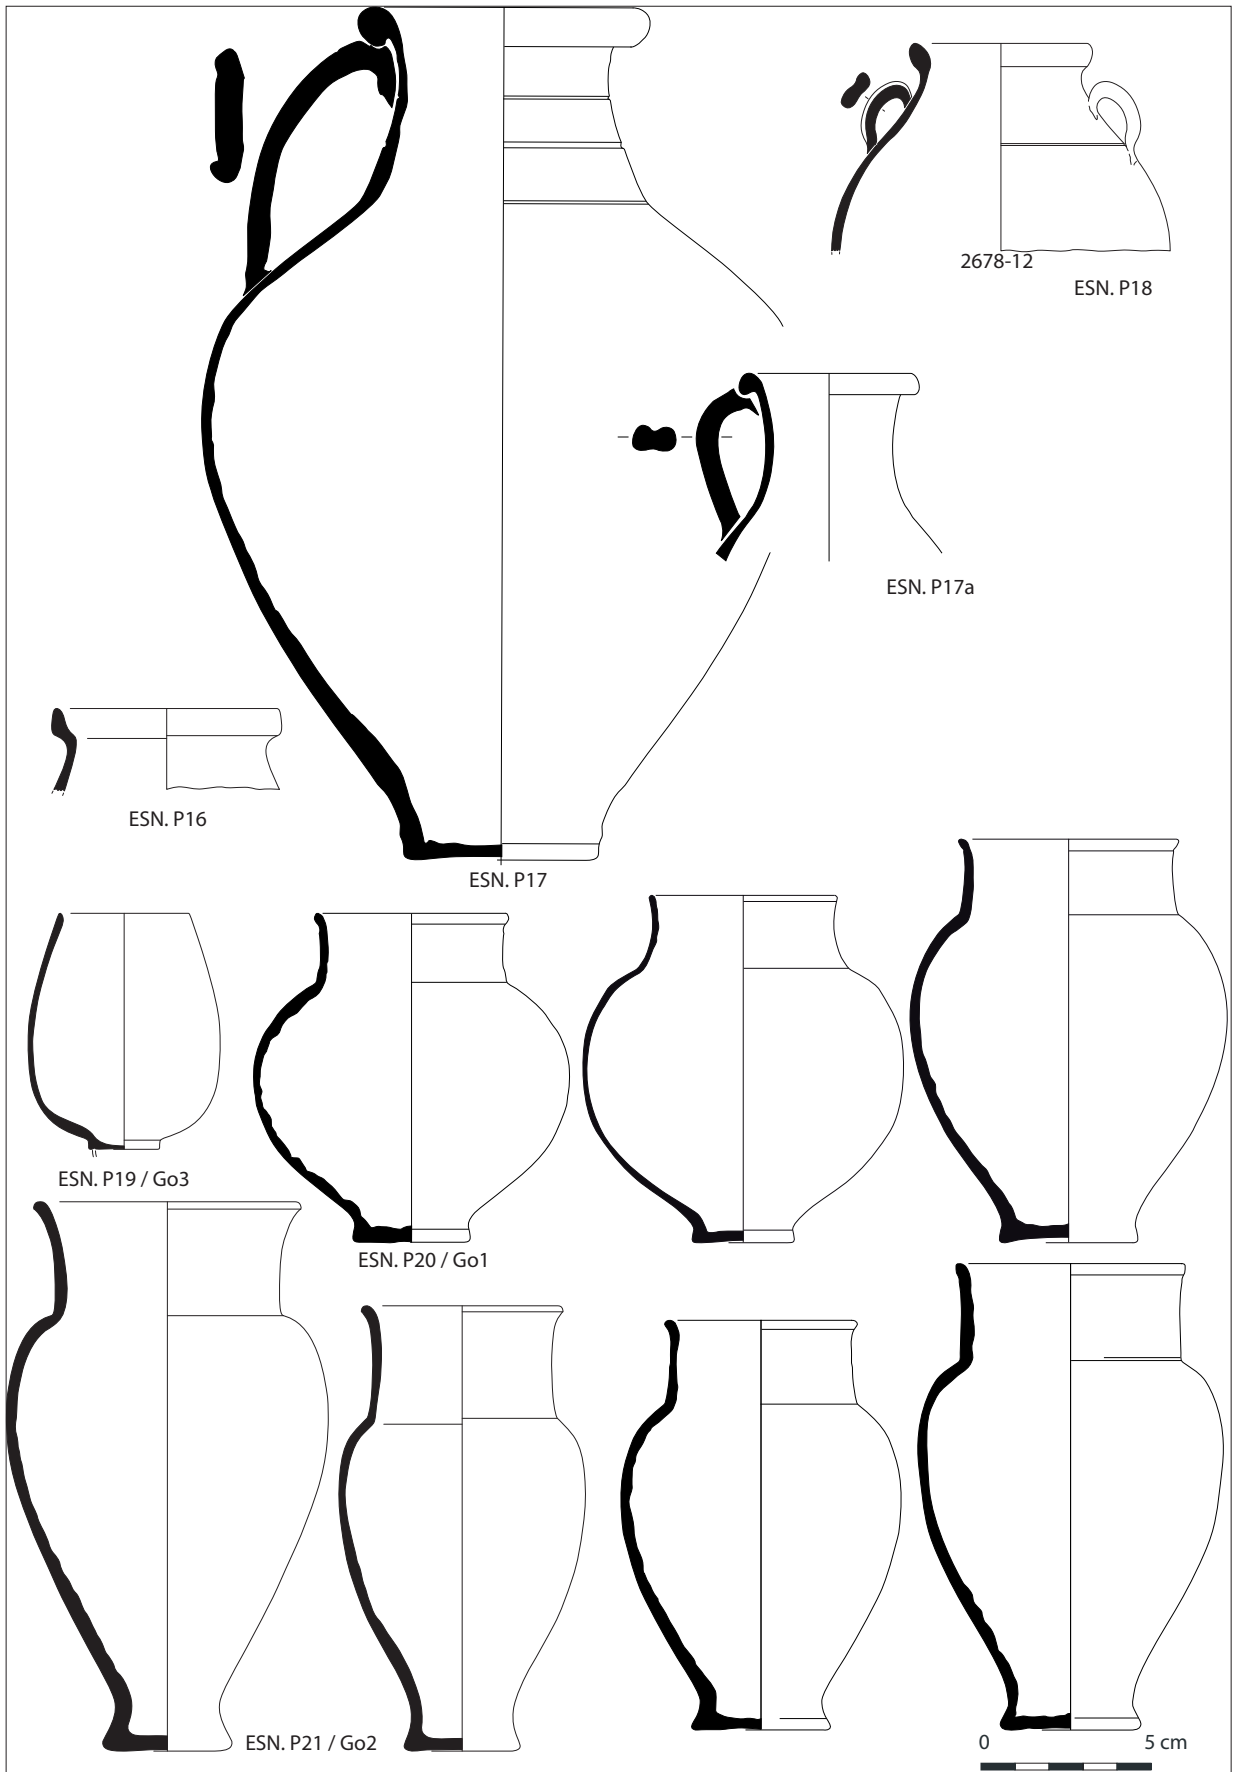 2678-12
ESN. P18
ESN. P17a
ESN. P16
ESN. P17
ESN. P19 / Go3
ESN. P20 / Go1
ESN. P21 / Go2
0 5 cm